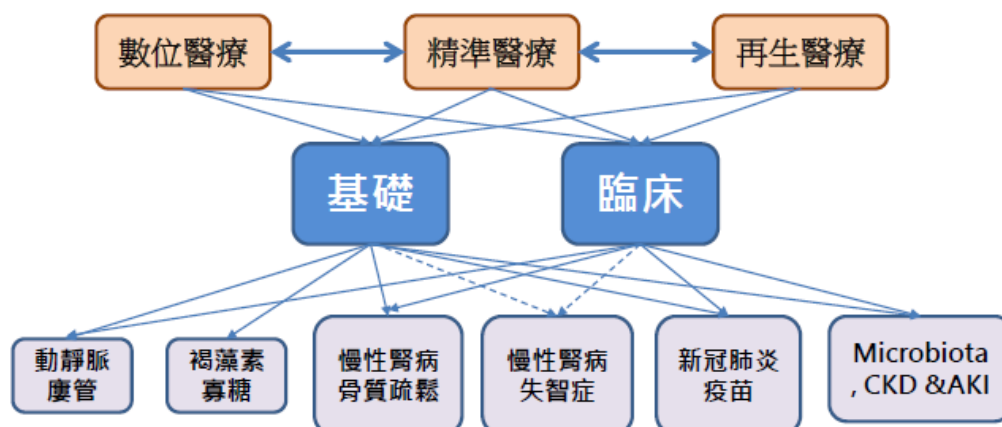 數位醫療
精準醫療
再生醫療
基礎
臨床
動靜脈
廔管
褐藻素
寡糖
慢性腎病
骨質疏鬆
慢性腎病
失智症
新冠肺炎
疫苗
Microbiota
, CKD &AKI